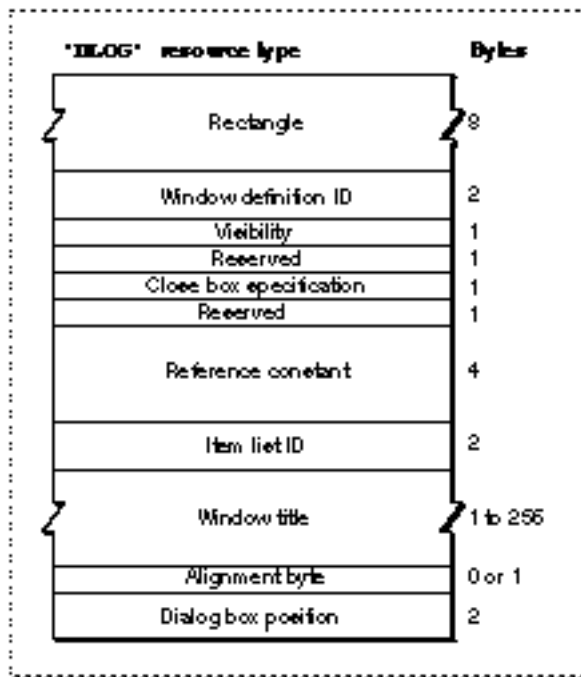 'DLOG' resource type Bytes
Rectangle 8
Window definition ID 2
Visibility 1
Reserved 1
Close box specification 1
Reserved 1
Reference constant 4
Item list ID 2
Window title 1 to 256
Alignment byte 0 or 1
Dialog box position 2